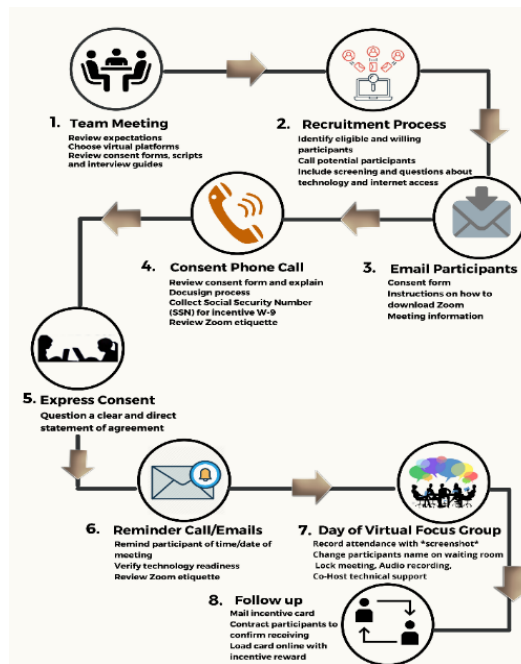 1. Team Meeting
Review expectations
Choose virtual platforms
Review consent forms, scripts
and interview guides
2. Recruitment Process
Identify eligible and willing
participants
Call potential participants
Include screening and questions about
technology and internet access
3. Email Participants
Consent form
Instructions on how to
download Zoom
Meeting information
4. Consent Phone Call
Review consent form and explain
Docusign process
Collect Social Security Number
(SSN) for incentive W-9
Review Zoom etiquette
5. Express Consent
Question a clear and direct
statement of agreement
6. Reminder Call/Emails
Remind participant of time/date of
meeting
Verify technology readiness
Review Zoom etiquette
7. Day of Virtual Focus Group
Record attendance with *screenshot*
Change participants name on waiting room
Lock meeting, Audio recording,
Co-Host technical support
8. Follow up
Mail incentive card
Contract participants to
confirm receiving
Load card online with
incentive reward